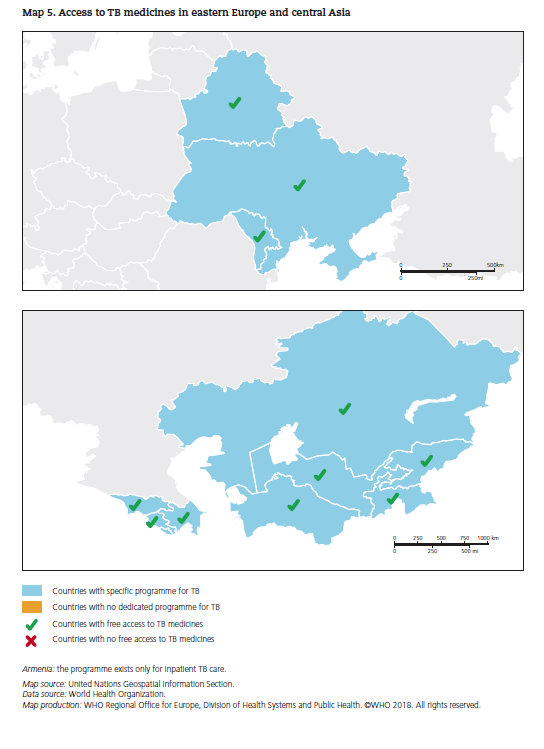 Map 5. Access to TB medicines in eastern Europe and central Asia
0 250 500km
0 250mi
0 250 500 750 1000 km
0 250 500 mi
Countries with specific programme for TB
Countries with no dedicated programme for TB
Countries with free access to TB medicines
Countries with no free access to TB medicines
Armenia: the programme exists only for inpatient TB care.
Map source: United Nations Geospatial Information Section.
Data source: World Health Organization.
Map production: WHO Regional Office for Europe, Division of Health Systems and Public Health. ©WHO 2018. All rights reserved.